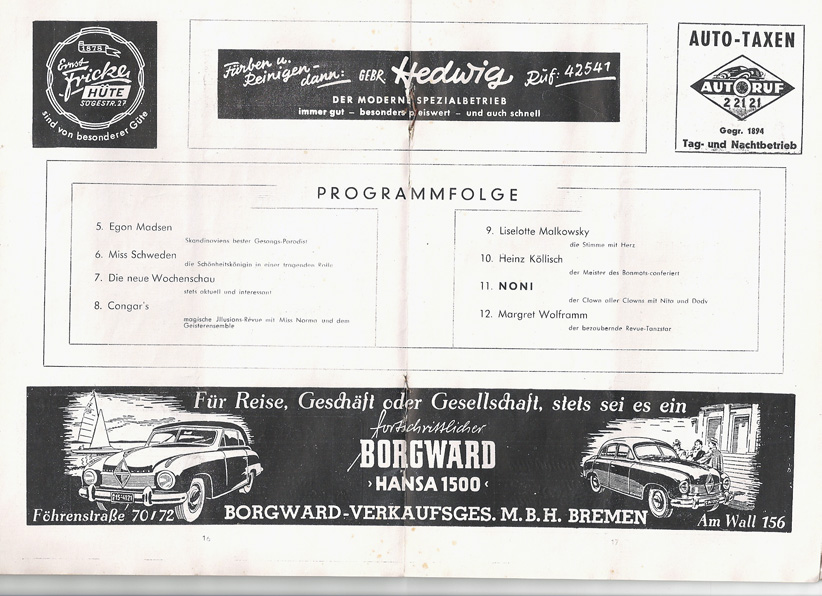 1878
Ernst
Fricke
HÜTE
SÖGESTR. 27
sind von besonderer Güte
Färben u.
Reinigen-
dann: GEBR. Hedwig Ruf: 42541
DER MODERNE SPEZIALBETRIEB
immer gut – besonders preiswert – und auch schnell
AUTO-TAXEN
AUTORUF
2 21 21
Gegr. 1894
Tag- und Nachtbetrieb
PROGRAMMFOLGE
5. Egon Madsen
Skandinaviens bester Gesangs-Parodist
6. Miss Schweden
die Schönheitskönigin in einer tragenden Rolle
7. Die neue Wochenschau
stets aktuell und interessant
8. Congar's
magische Illusions-Revue mit Miss Norma und dem
Geisterensemble
9. Liselotte Malkowsky
die Stimme mit Herz
10. Heinz Köllisch
der Meister des Bonmots conferiert
11. NONI
der Clown aller Clowns mit Nita und Dody
12. Margret Wolframm
der bezaubernde Revue-Tanzstar
Für Reise, Geschäft oder Gesellschaft, stets sei es ein
fortschrittlicher
BORGWARD
›HANSA 1500‹
Föhrenstraße 70/72
BORGWARD-VERKAUFSGES. M. B. H. BREMEN
Am Wall 156
16